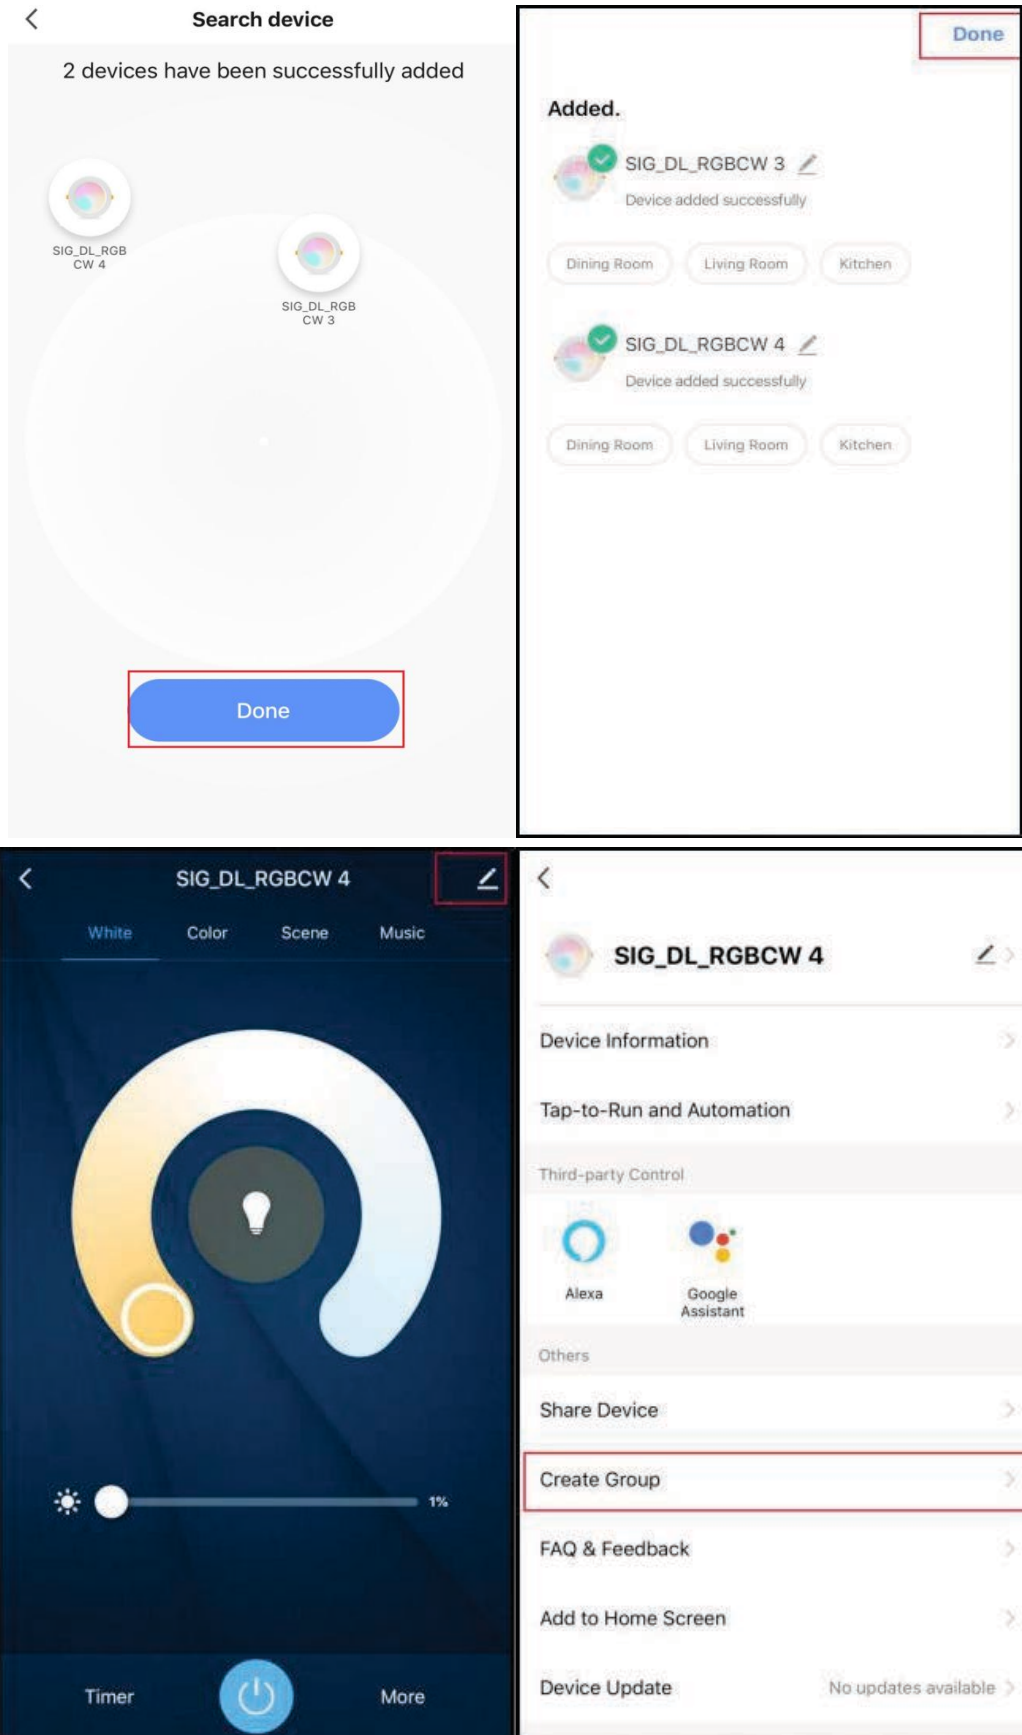 Search device
2 devices have been successfully added
SIG_DL_RGB
CW 4
SIG_DL_RGB
CW 3
Done
Done
Added.
SIG_DL_RGBCW 3
Device added successfully
Dining Room Living Room Kitchen
SIG_DL_RGBCW 4
Device added successfully
Dining Room Living Room Kitchen
SIG_DL_RGBCW 4
White Color Scene Music
1%
Timer More
SIG_DL_RGBCW 4
Device Information
Tap-to-Run and Automation
Third-party Control
Alexa Google
Assistant
Others
Share Device
Create Group
FAQ & Feedback
Add to Home Screen
Device Update No updates available